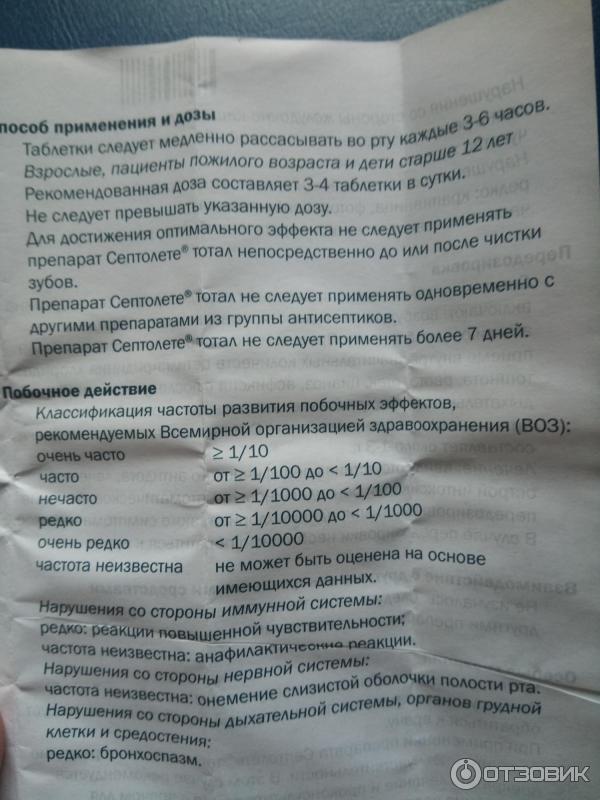 пособ применения и дозы
Таблетки следует медленно рассасывать во рту каждые 3-6 часов.
Взрослые, пациенты пожилого возраста и дети старше 12 лет
Рекомендованная доза составляет 3-4 таблетки в сутки.
Не следует превышать указанную дозу.
Для достижения оптимального эффекта не следует применять
препарат Септолете® тотал непосредственно до или после чистки
зубов.
Препарат Септолете® тотал не следует применять одновременно с
другими препаратами из группы антисептиков.
Препарат Септолете® тотал не следует применять более 7 дней.
Побочное действие
Классификация частоты развития побочных эффектов,
рекомендуемых Всемирной организацией здравоохранения (ВОЗ):
очень часто ≥ 1/10
часто от ≥ 1/100 до < 1/10
нечасто от ≥ 1/1000 до < 1/100
редко от ≥ 1/10000 до < 1/1000
очень редко < 1/10000
частота неизвестна не может быть оценена на основе
имеющихся данных.
Нарушения со стороны иммунной системы:
редко: реакции повышенной чувствительности;
частота неизвестна: анафилактические реакции.
Нарушения со стороны нервной системы:
частота неизвестна: онемение слизистой оболочки полости рта.
Нарушения со стороны дыхательной системы, органов грудной
клетки и средостения:
редко: бронхоспазм.
ОТЗОВИК